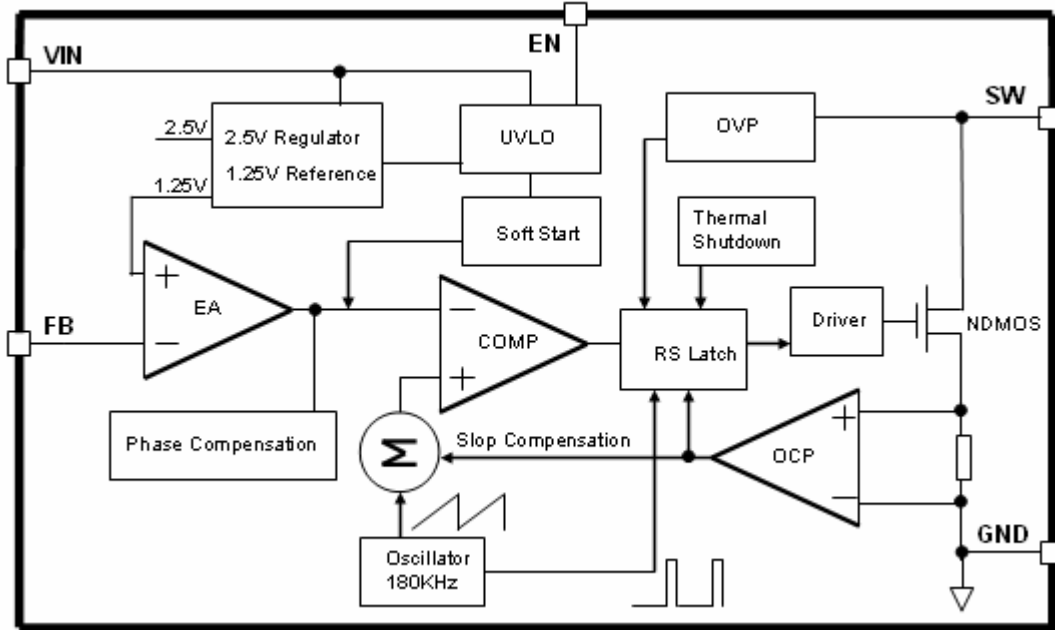 EN
VIN
SW
2.5V
2.5V Regulator
1.25V Reference
UVLO
OVP
1.25V
Soft Start
Thermal
Shutdown
+
EA
−
FB
−
COMP
+
RS Latch
Driver
NDMOS
Phase Compensation
Σ
Slop Compensation
+
OCP
−
GND
Oscillator
180KHz